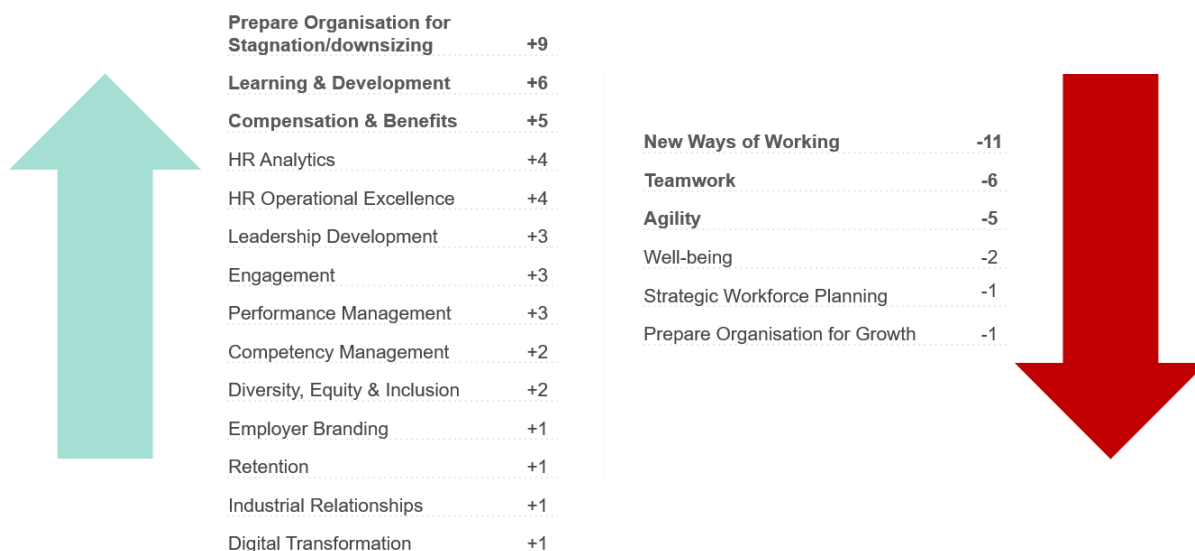 Prepare Organisation for
Stagnation/downsizing +9
Learning & Development +6
Compensation & Benefits +5
HR Analytics +4
HR Operational Excellence +4
Leadership Development +3
Engagement +3
Performance Management +3
Competency Management +2
Diversity, Equity & Inclusion +2
Employer Branding +1
Retention +1
Industrial Relationships +1
Digital Transformation +1
New Ways of Working -11
Teamwork -6
Agility -5
Well-being -2
Strategic Workforce Planning -1
Prepare Organisation for Growth -1